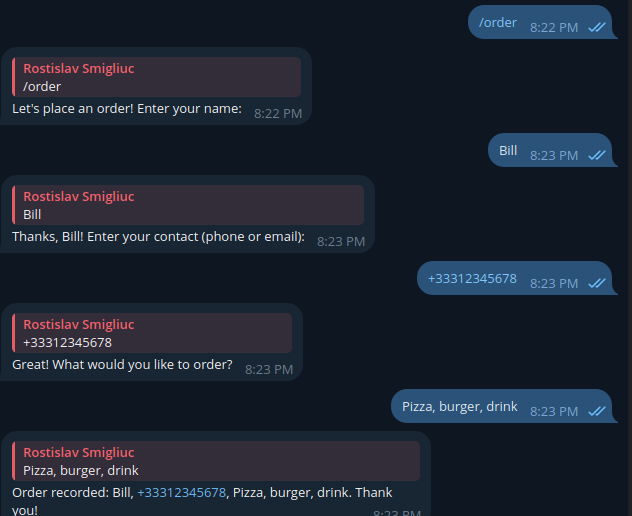 /order 8:22 PM
Rostislav Smigliuc
/order
Let's place an order! Enter your name: 8:22 PM
Bill 8:23 PM
Rostislav Smigliuc
Bill
Thanks, Bill! Enter your contact (phone or email): 8:23 PM
+33312345678 8:23 PM
Rostislav Smigliuc
+33312345678
Great! What would you like to order? 8:23 PM
Pizza, burger, drink 8:23 PM
Rostislav Smigliuc
Pizza, burger, drink
Order recorded: Bill, +33312345678, Pizza, burger, drink. Thank
you! 8:23 PM